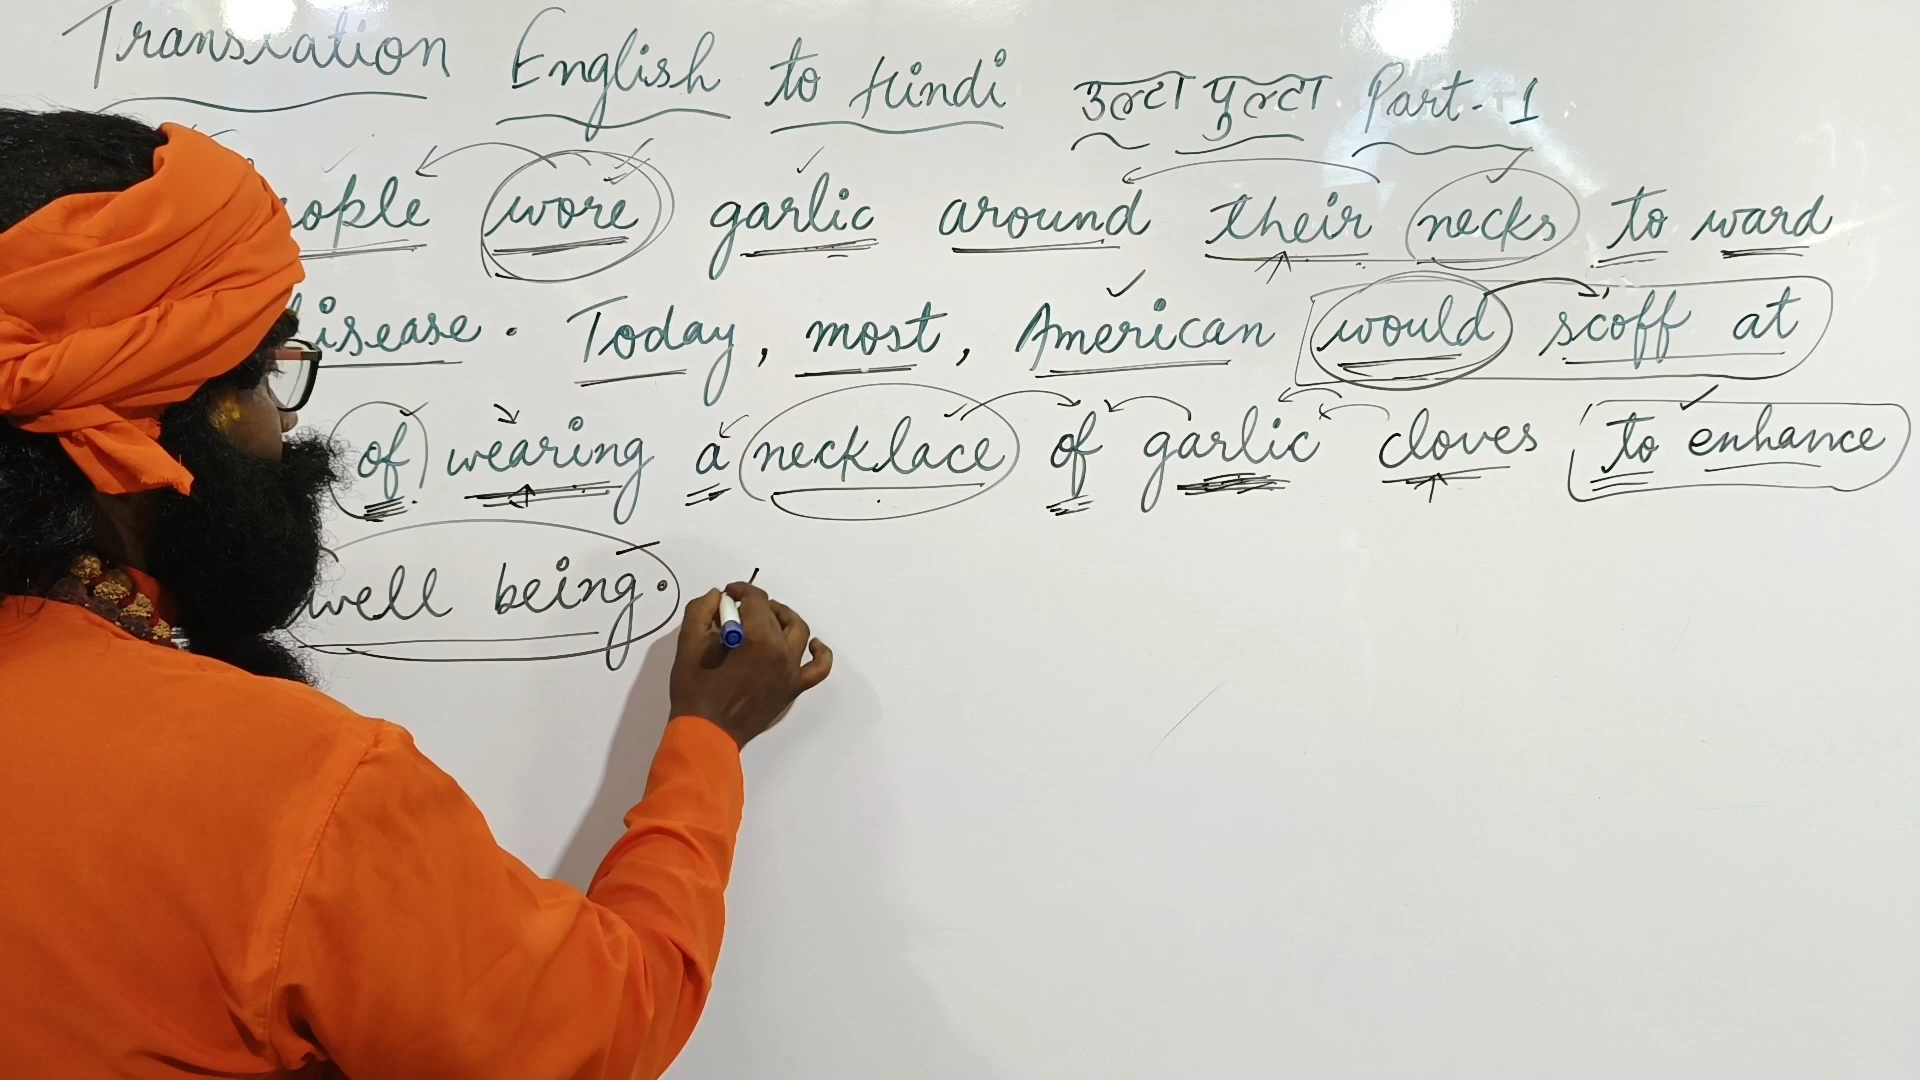 Translation English to Hindi उल्टा पुल्टा Part-1
ople wore garlic around their necks to ward
disease. Today, most, American would scoff at
of wearing a necklace of garlic cloves to enhance
well being.